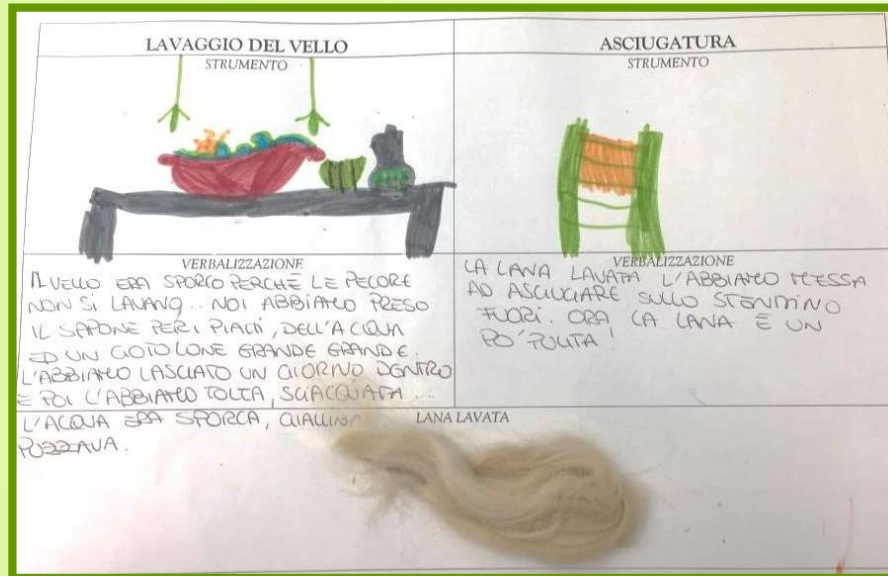 LAVAGGIO DEL VELLO
STRUMENTO
VERBALIZZAZIONE
IL VELLO ERA SPORCO PERCHÈ LE PECORE
NON SI LAVANO.. NOI ABBIAMO PRESO
IL SAPONE PER I PIATTI, DELL'ACQUA
ED UN CIOTOLONE GRANDE GRANDE.
L'ABBIAMO LASCIATO UN GIORNO DENTRO
E POI L'ABBIAMO TOLTA, SCIACQUATA...
L'ACQUA ERA SPORCA, GIALLINA
PUZZAVA.
ASCIUGATURA
STRUMENTO
VERBALIZZAZIONE
LA LANA LAVATA L'ABBIAMO MESSA
AD ASCIUGARE SULLO STENDINO
FUORI. ORA LA LANA È UN
PO' PULITA!
LANA LAVATA